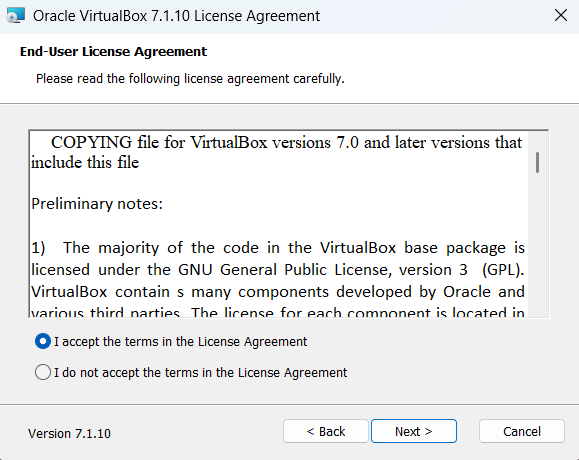 Oracle VirtualBox 7.1.10 License Agreement
End-User License Agreement
Please read the following license agreement carefully.
COPYING file for VirtualBox versions 7.0 and later versions that
include this file
Preliminary notes:
1) The majority of the code in the VirtualBox base package is
licensed under the GNU General Public License, version 3 (GPL).
VirtualBox contain s many components developed by Oracle and
various third parties. The license for each component is located in
I accept the terms in the License Agreement
I do not accept the terms in the License Agreement
Version 7.1.10
< Back
Next >
Cancel